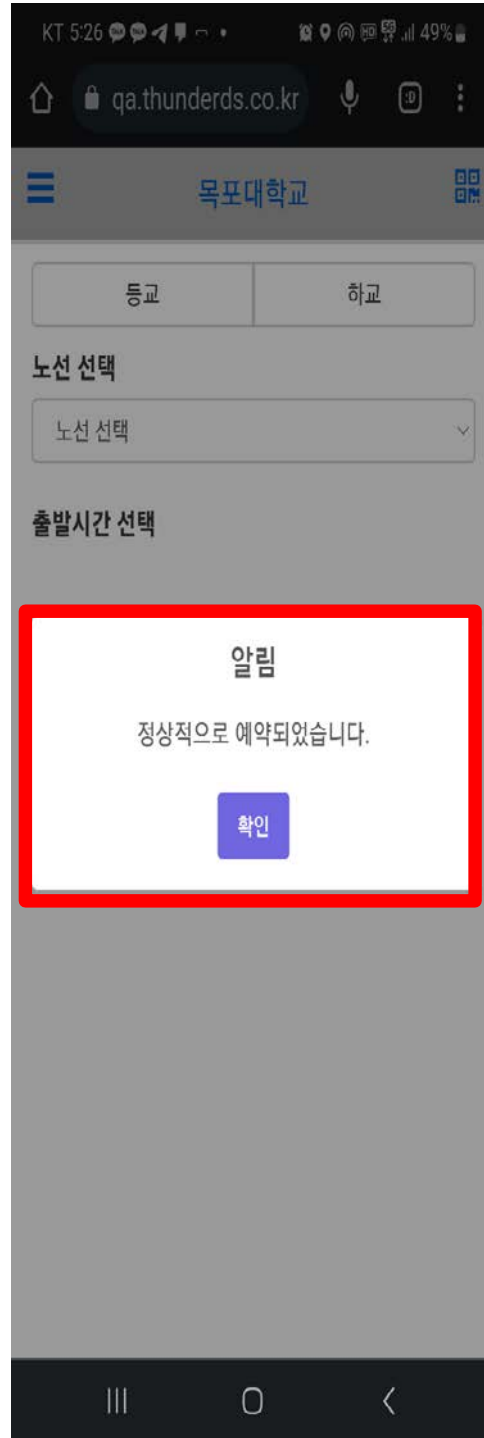 KT 5:26 49%
qa.thunderds.co.kr :D
목포대학교
등교 하교
노선 선택
노선 선택
출발시간 선택
알림
정상적으로 예약되었습니다.
확인